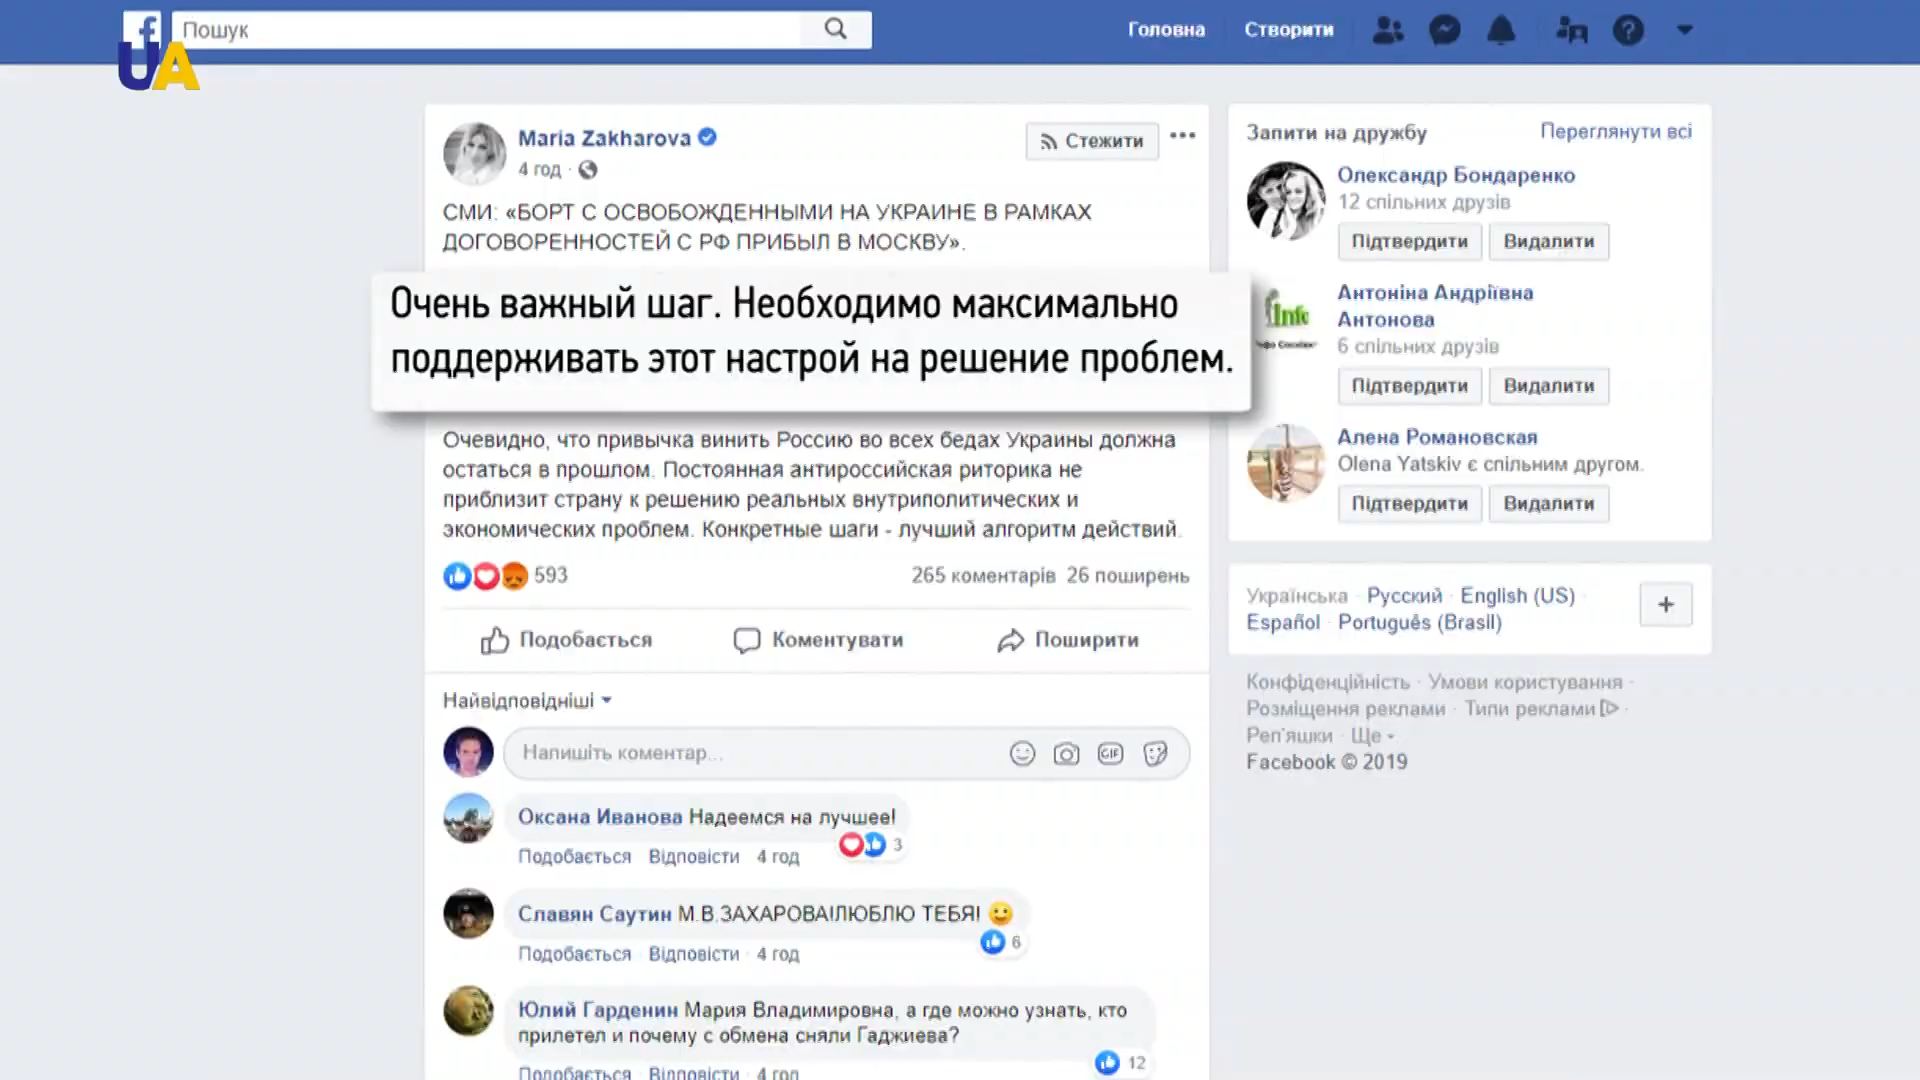 Пошук
Головна
Створити
UA
Maria Zakharova
Стежити
4 год
СМИ: «БОРТ С ОСВОБОЖДЕННЫМИ НА УКРАИНЕ В РАМКАХ
ДОГОВОРЕННОСТЕЙ С РФ ПРИБЫЛ В МОСКВУ».
Очень важный шаг. Необходимо максимально
поддерживать этот настрой на решение проблем.
Очевидно, что привычка винить Россию во всех бедах Украины должна
остаться в прошлом. Постоянная антироссийская риторика не
приблизит страну к решению реальных внутриполитических и
экономических проблем. Конкретные шаги - лучший алгоритм действий.
593
265 коментарів 26 поширень
Подобається
Коментувати
Поширити
Найвідповідніші
Напишіть коментар...
GIF
Оксана Иванова Надеемся на лучшее!
3
Подобається · Відповісти · 4 год
Славян Саутин М.В.ЗАХАРОВА!ЛЮБЛЮ ТЕБЯ!
6
Подобається · Відповісти · 4 год
Юлий Гарденин Мария Владимировна, а где можно узнать, кто
прилетел и почему с обмена сняли Гаджиева?
12
Подобається · Відповісти · 4 год
Запити на дружбу
Переглянути всі
Олександр Бондаренко
12 спільних друзів
Підтвердити
Видалити
Антоніна Андріївна
Антонова
6 спільних друзів
Підтвердити
Видалити
Алена Романовская
Olena Yatskiv є спільним другом.
Підтвердити
Видалити
Українська · Русский · English (US) ·
Español · Português (Brasil)
Конфіденційність · Умови користування ·
Розміщення реклами · Типи реклами ·
Реп'яшки · Ще
Facebook © 2019